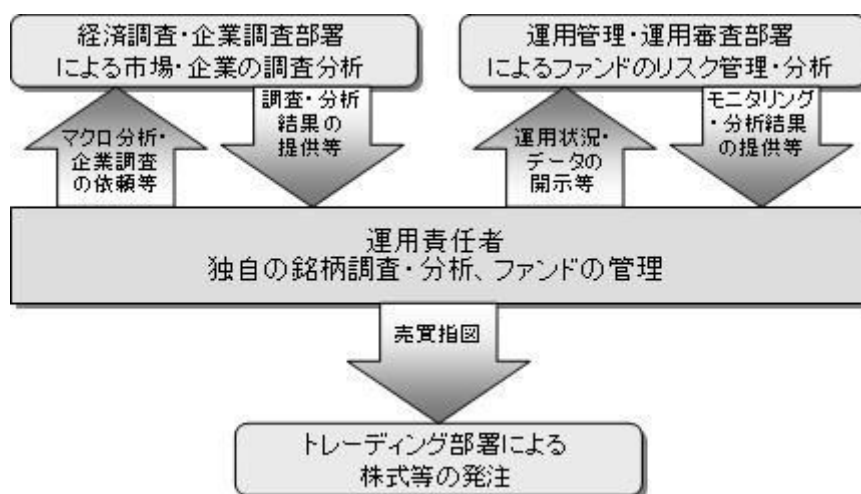 経済調査・企業調査部署
による市場・企業の調査分析
運用管理・運用審査部署
によるファンドのリスク管理・分析
マクロ分析・
企業調査
の依頼等
調査・分析
結果の
提供等
運用状況・
データの
開示等
モニタリング
・分析結果
の提供等
運用責任者
独自の銘柄調査・分析、ファンドの管理
売買指図
トレーディング部署による
株式等の発注